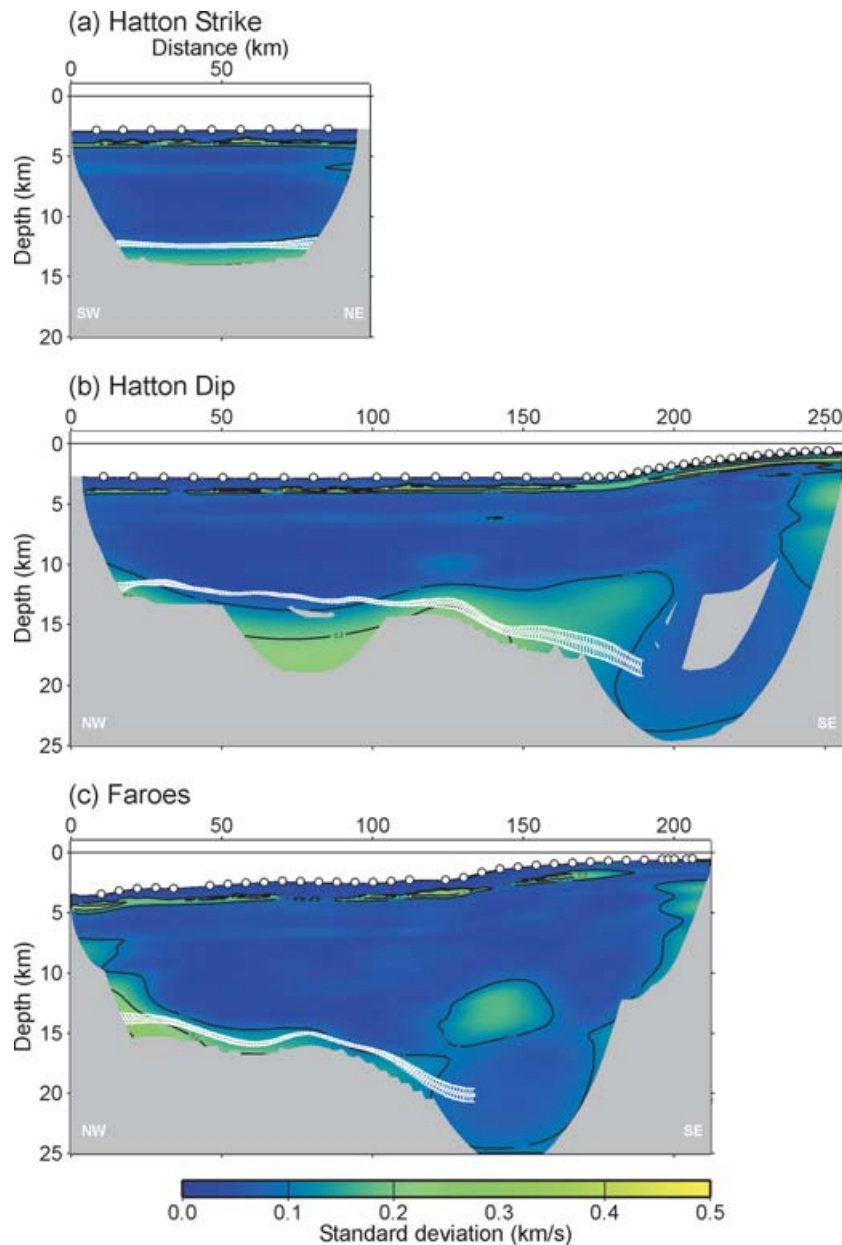 (a) Hatton Strike
Distance (km)
0 50
0
5
10
15
20
Depth (km)
SW NE
(b) Hatton Dip
0 50 100 150 200 250
0
5
10
15
20
25
Depth (km)
NW SE
(c) Faroes
0 50 100 150 200
0
5
10
15
20
25
Depth (km)
NW SE
0.0 0.1 0.2 0.3 0.4 0.5
Standard deviation (km/s)